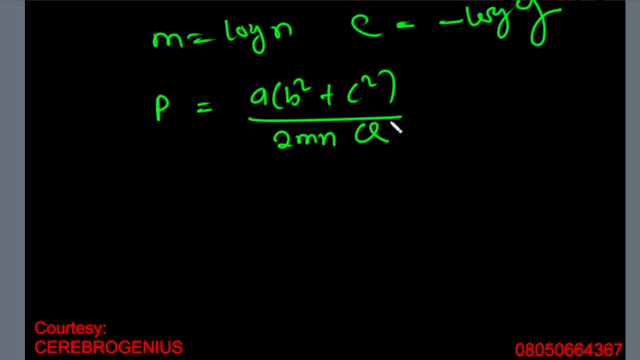 m = log n c = -log y
P = a(b² + c²)
2mn
Courtesy:
CEREBROGENIUS 08050664367